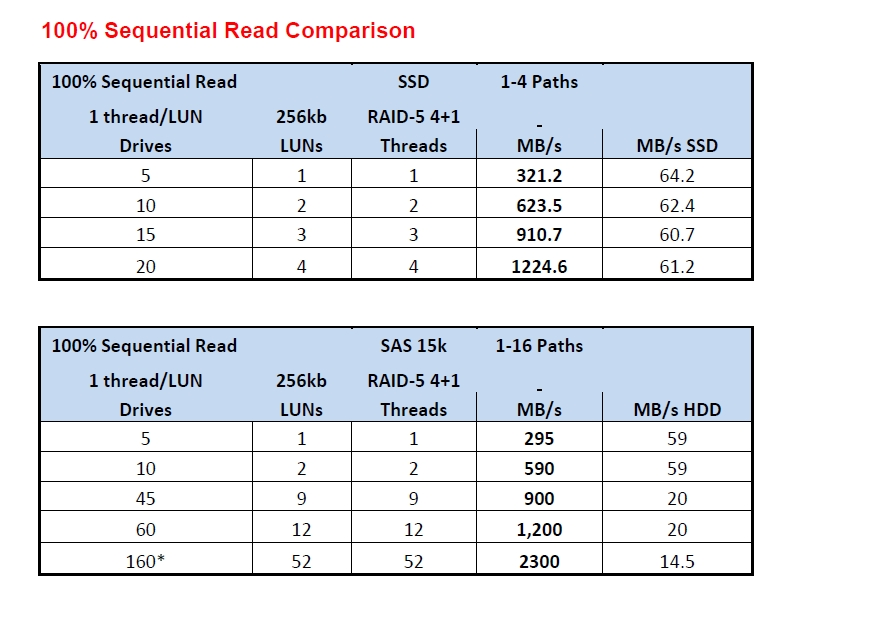 100% Sequential Read Comparison
100% Sequential Read SSD 1-4 Paths
1 thread/LUN 256kb RAID-5 4+1 -
Drives LUNs Threads MB/s MB/s SSD
5 1 1 321.2 64.2
10 2 2 623.5 62.4
15 3 3 910.7 60.7
20 4 4 1224.6 61.2
100% Sequential Read SAS 15k 1-16 Paths
1 thread/LUN 256kb RAID-5 4+1 -
Drives LUNs Threads MB/s MB/s HDD
5 1 1 295 59
10 2 2 590 59
45 9 9 900 20
60 12 12 1,200 20
160* 52 52 2300 14.5